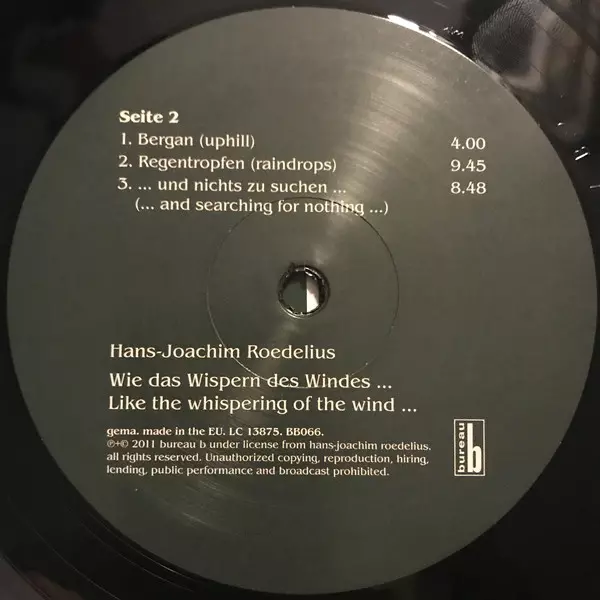 Seite 2
1. Bergan (uphill) 4.00
2. Regentropfen (raindrops) 9.45
3. ... und nichts zu suchen ... 8.48
(... and searching for nothing ...)
Hans-Joachim Roedelius
Wie das Wispern des Windes ...
Like the whispering of the wind ...
gema. made in the EU. LC 13875. BB066.
℗+© 2011 bureau b under license from hans-joachim roedelius.
all rights reserved. Unauthorized copying, reproduction, hiring,
lending, public performance and broadcast prohibited.
bureau b